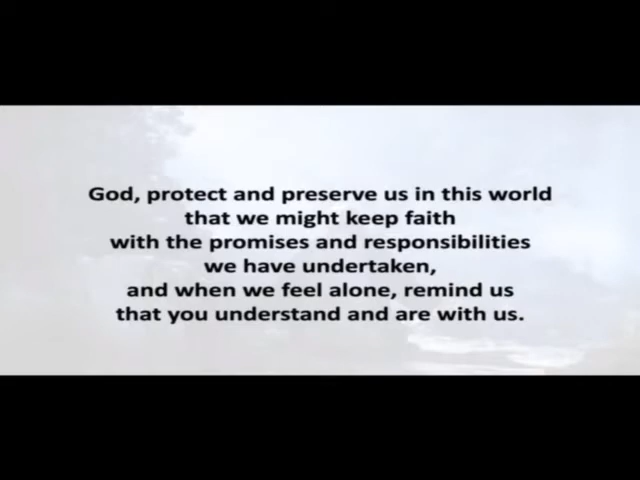 God, protect and preserve us in this world
that we might keep faith
with the promises and responsibilities
we have undertaken,
and when we feel alone, remind us
that you understand and are with us.